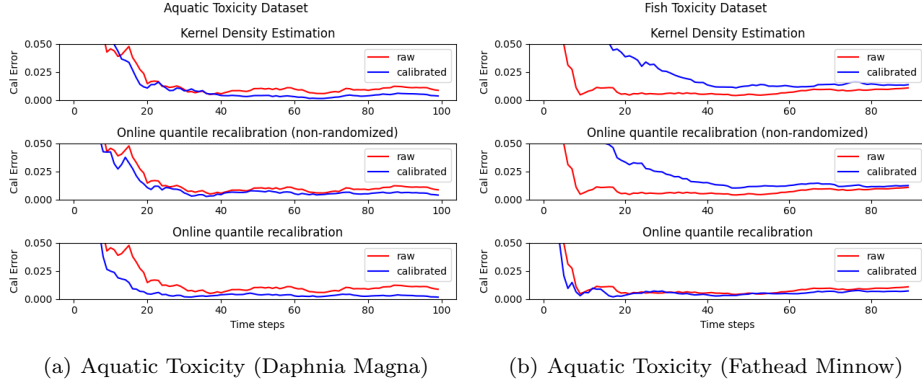 Aquatic Toxicity Dataset
Kernel Density Estimation
Cal Error
0.050
0.025
0.000
raw
calibrated
0 20 40 60 80 100
Online quantile recalibration (non-randomized)
Cal Error
0.050
0.025
0.000
raw
calibrated
0 20 40 60 80 100
Online quantile recalibration
Cal Error
0.050
0.025
0.000
raw
calibrated
0 20 40 60 80 100
Time steps
(a) Aquatic Toxicity (Daphnia Magna)
Fish Toxicity Dataset
Kernel Density Estimation
Cal Error
0.050
0.025
0.000
raw
calibrated
0 20 40 60 80
Online quantile recalibration (non-randomized)
Cal Error
0.050
0.025
0.000
raw
calibrated
0 20 40 60 80
Online quantile recalibration
Cal Error
0.050
0.025
0.000
raw
calibrated
0 20 40 60 80
Time steps
(b) Aquatic Toxicity (Fathead Minnow)